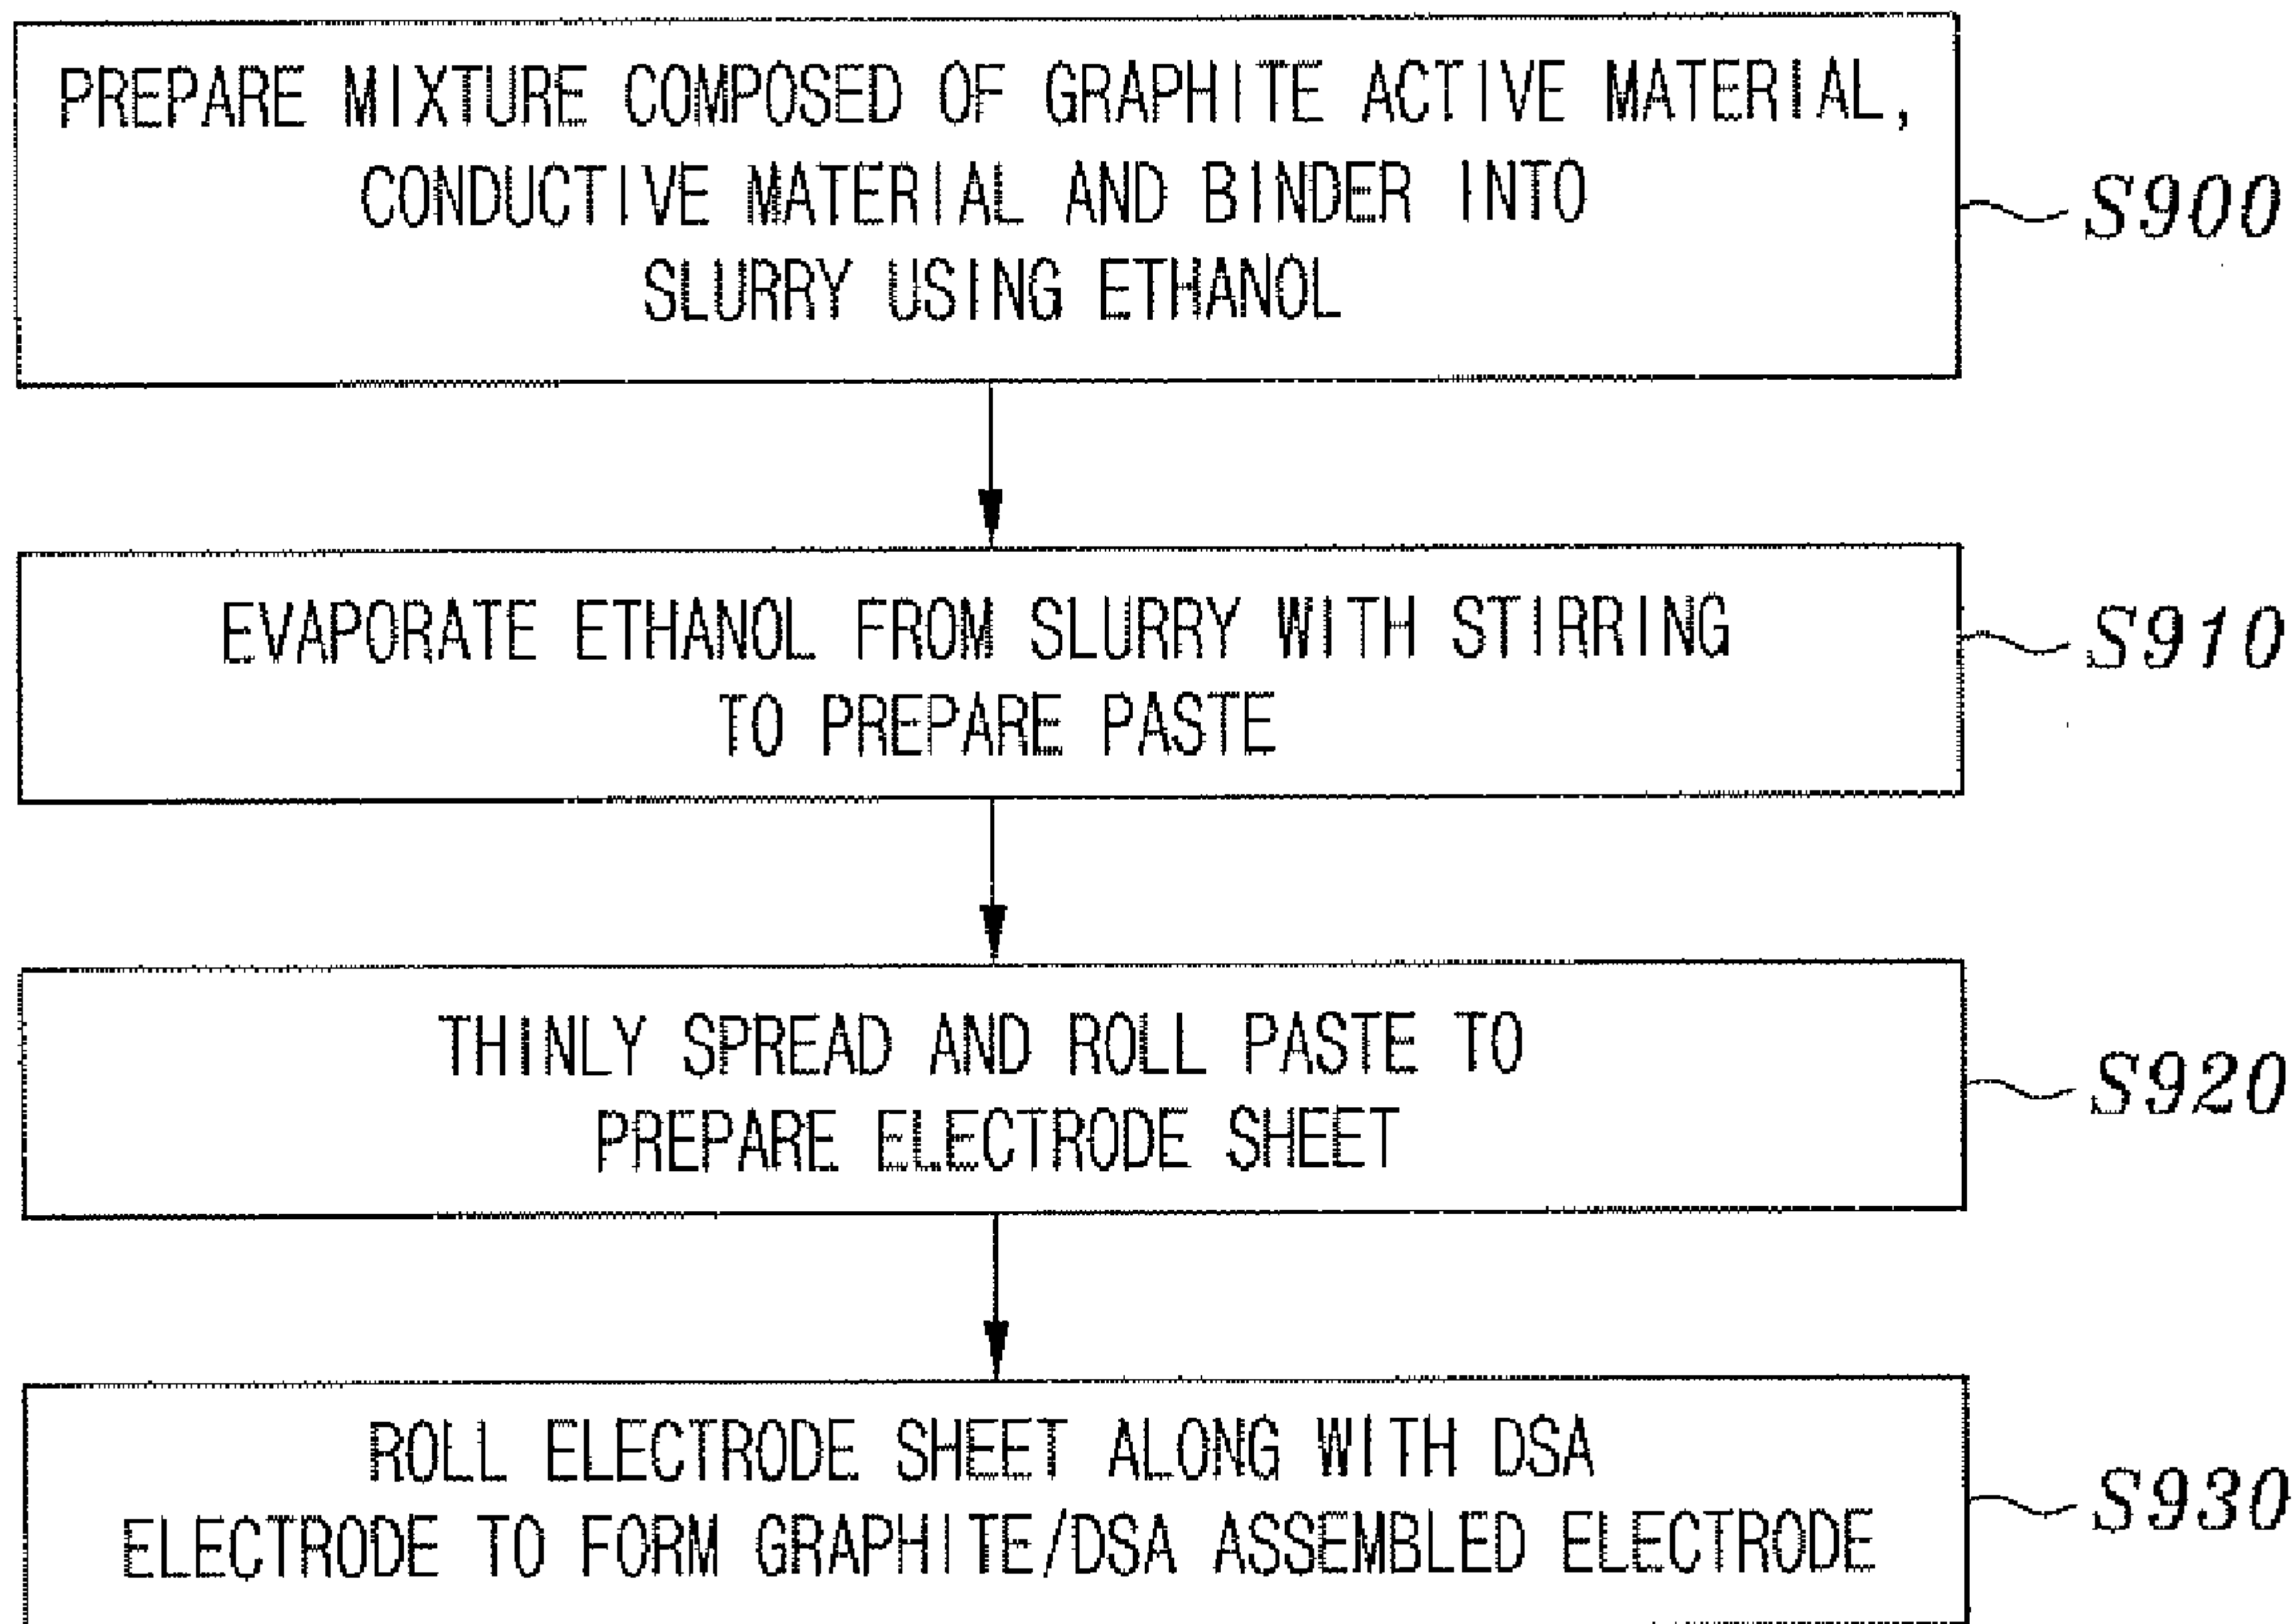 PREPARE MIXTURE COMPOSED OF GRAPHITE ACTIVE MATERIAL,
CONDUCTIVE MATERIAL AND BINDER INTO
SLURRY USING ETHANOL
S900
EVAPORATE ETHANOL FROM SLURRY WITH STIRRING
TO PREPARE PASTE
S910
THINLY SPREAD AND ROLL PASTE TO
PREPARE ELECTRODE SHEET
S920
ROLL ELECTRODE SHEET ALONG WITH DSA
ELECTRODE TO FORM GRAPHITE/DSA ASSEMBLED ELECTRODE
S930